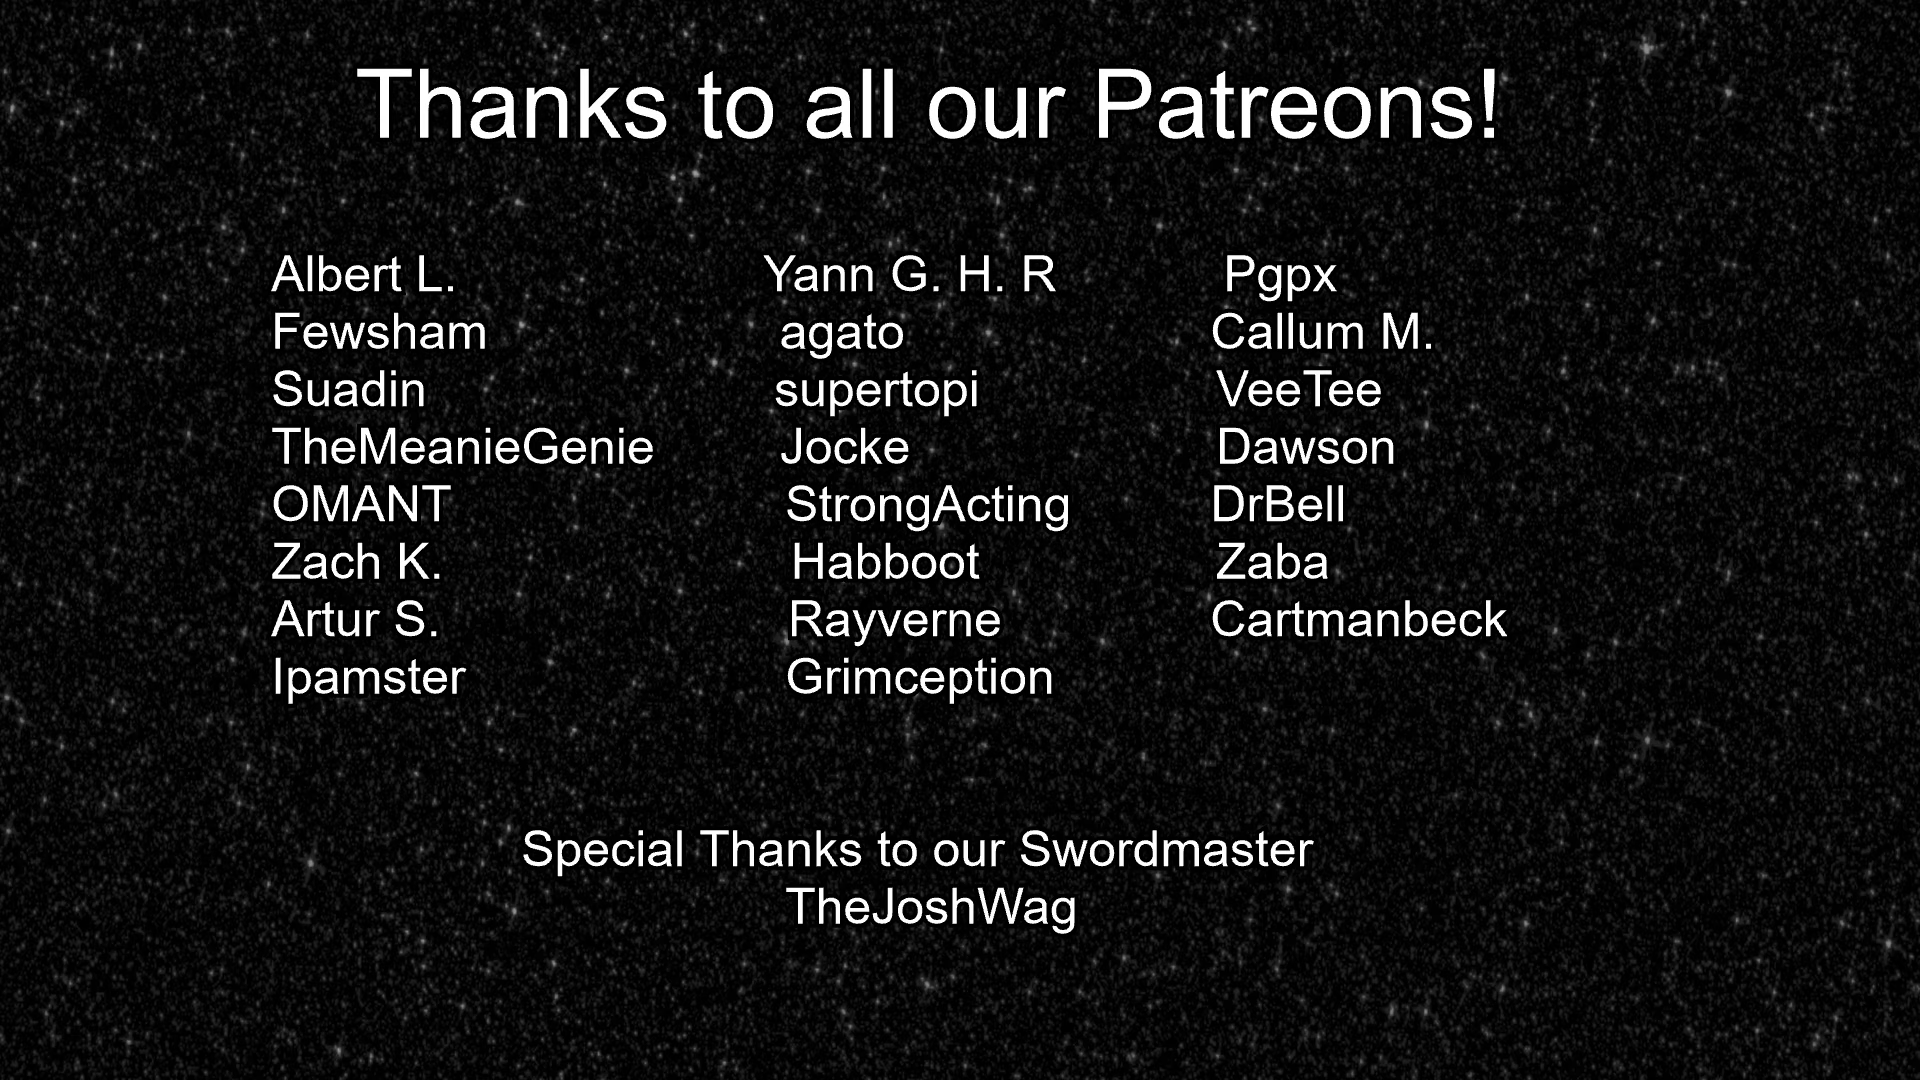 Thanks to all our Patreons!
Albert L. Yann G. H. R Pgpx
Fewsham agato Callum M.
Suadin supertopi VeeTee
TheMeanieGenie Jocke Dawson
OMANT StrongActing DrBell
Zach K. Habboot Zaba
Artur S. Rayverne Cartmanbeck
Ipamster Grimception
Special Thanks to our Swordmaster
TheJoshWag